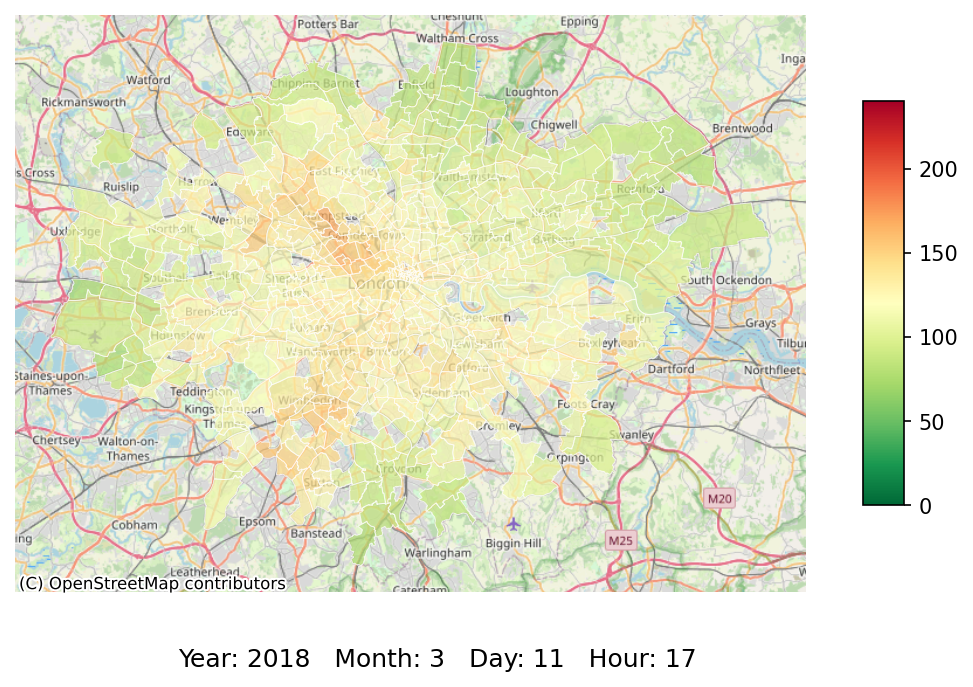 Potters Bar
Cheshunt
Epping
Waltham Cross
Inga
Watford
Chipping Barnet
Enfield
Loughton
Rickmansworth
Chigwell
Brentwood
Edgware
s Cross
East Finchley
Walthamstow
Ruislip
Harrow
Romford
Hampstead
Wembley
Uxbridge
Northolt
Camden Town
Stratford
Barking
Southall
Shepherd's
Bush
London
South Ockendon
Brentford
Greenwich
Erith
Grays
Hounslow
Fulham
Tilbur
Wandsworth
Brixton
Lewisham
Bexleyheath
Staines-upon-
Thames
Catford
Dartford
Northfleet
Teddington
Sydenham
Wimbledon
Kingston upon
Thames
Foots Cray
Chertsey
Walton-on-
Thames
Bromley
Swanley
Orpington
Croydon
Sutton
M20
Cobham
Epsom
Banstead
Biggin Hill
M25
Warlingham
Leatherhead
Caterham
(C) OpenStreetMap contributors
200
150
100
50
0
Year: 2018 Month: 3 Day: 11 Hour: 17